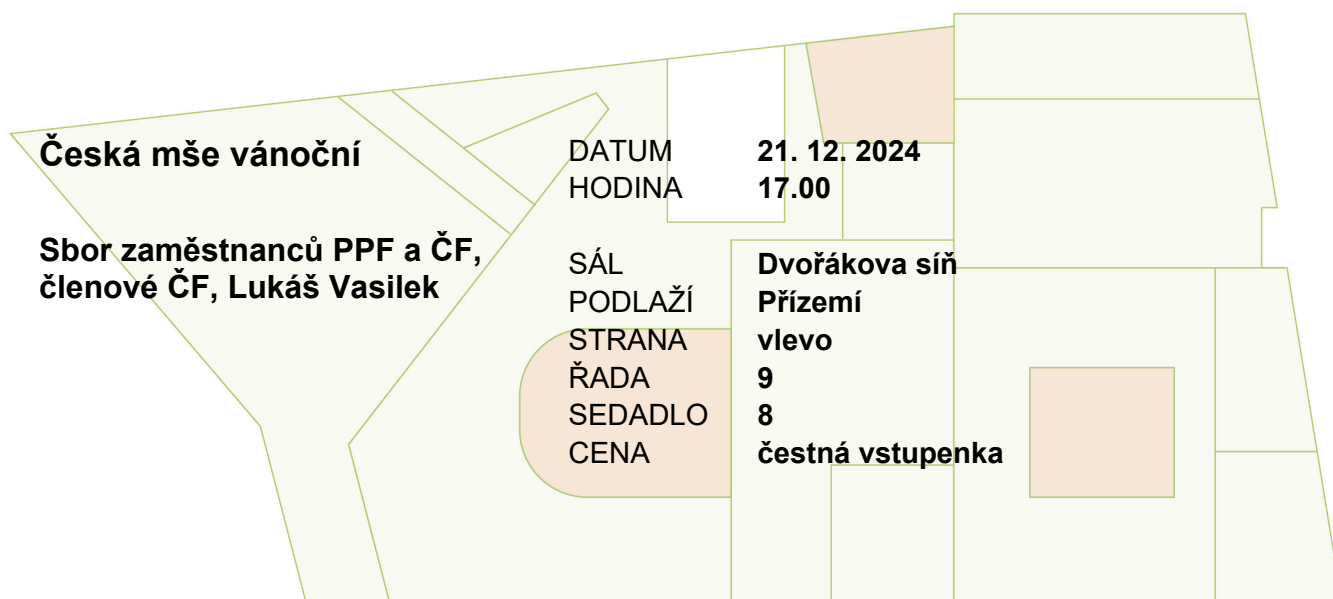 Česká mše vánoční
Sbor zaměstnanců PPF a ČF,
členové ČF, Lukáš Vasilek
DATUM 21. 12. 2024
HODINA 17.00
SÁL Dvořákova síň
PODLAŽÍ Přízemí
STRANA vlevo
ŘADA 9
SEDADLO 8
CENA čestná vstupenka